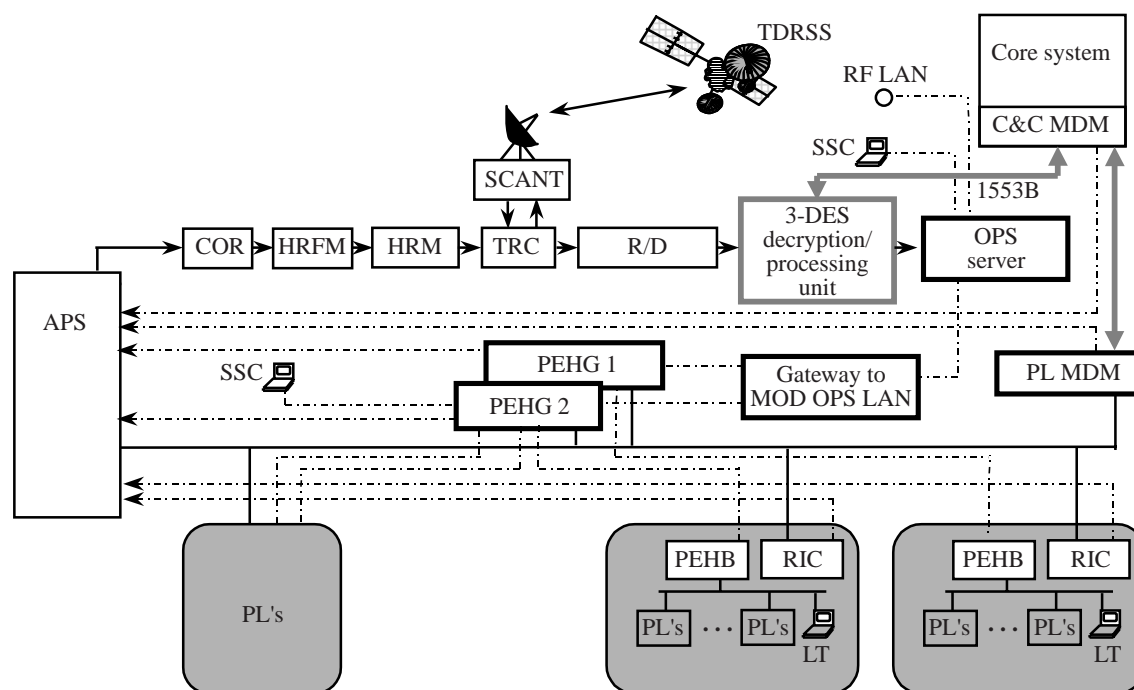 TDRSS
Core system
RF LAN
C&C MDM
SSC
SCANT
1553B
COR
HRFM
HRM
TRC
R/D
3-DES
decryption/
processing
unit
OPS
server
APS
PEHG 1
SSC
Gateway to
MOD OPS LAN
PL MDM
PEHG 2
PEHB
RIC
PEHB
RIC
PL's
PL's
...
PL's
LT
PL's
...
PL's
LT